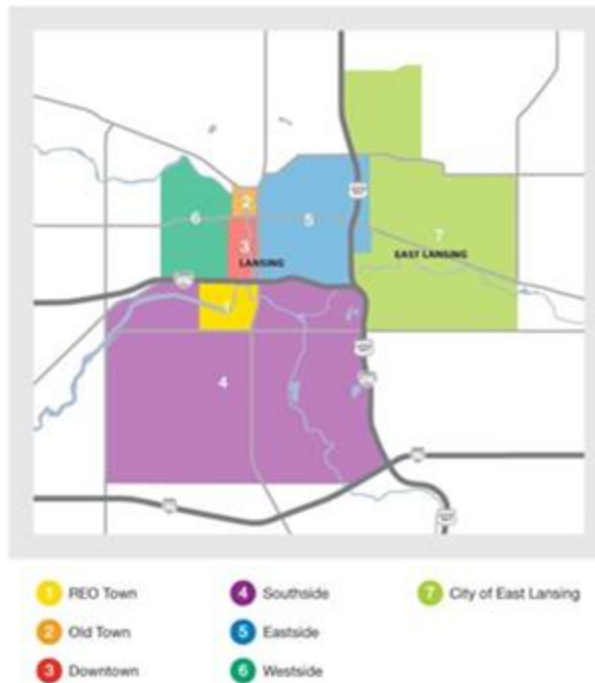 2
6
5
7
3
EAST LANSING
LANSING
1
4
1 REO Town
2 Old Town
3 Downtown
4 Southside
5 Eastside
6 Westside
7 City of East Lansing